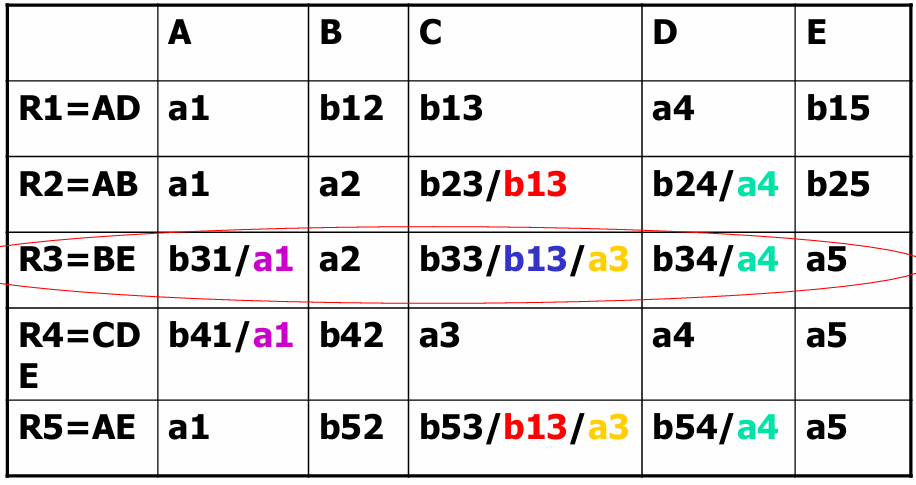 A B C D E
R1=AD a1 b12 b13 a4 b15
R2=AB a1 a2 b23/b13 b24/a4 b25
R3=BE b31/a1 a2 b33/b13/a3 b34/a4 a5
R4=CD b41/a1 b42 a3 a4 a5
E
R5=AE a1 b52 b53/b13/a3 b54/a4 a5